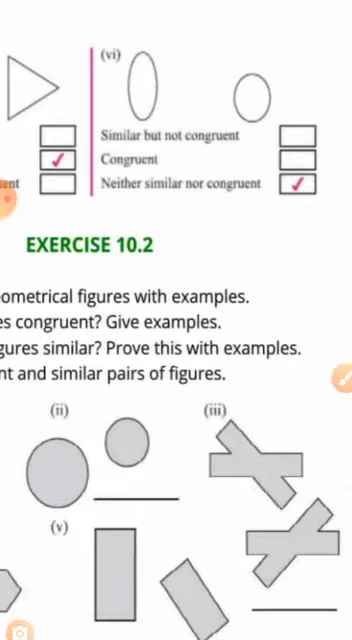 (vi)
Similar but not congruent
Congruent
Neither similar nor congruent
EXERCISE 10.2
ometrical figures with examples.
es congruent? Give examples.
gures similar? Prove this with examples.
nt and similar pairs of figures.
(ii)
(iii)
(v)